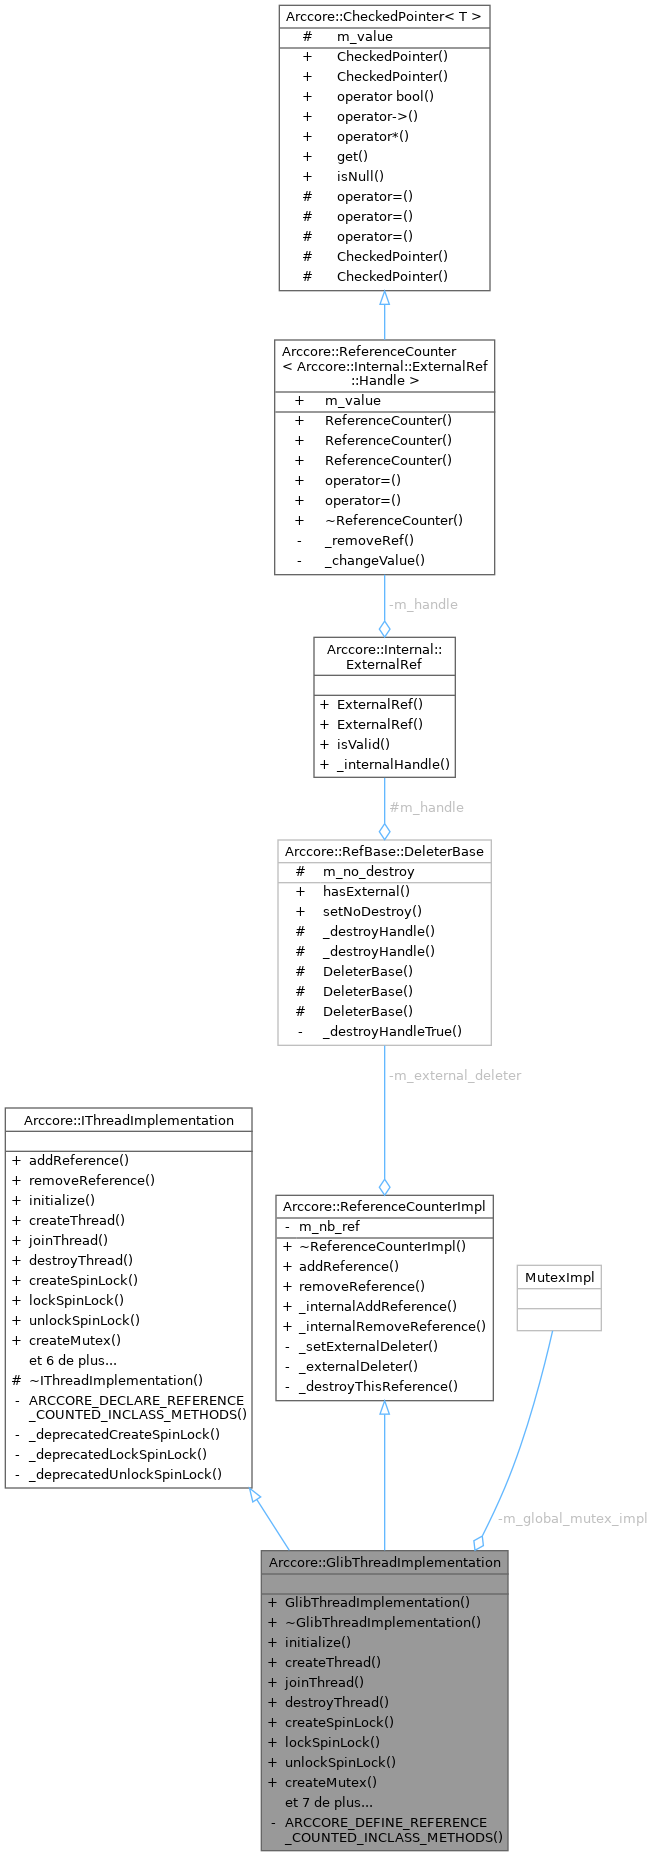 Arccore::CheckedPointer< T >
# m_value
+ CheckedPointer()
+ CheckedPointer()
+ operator bool()
+ operator->()
+ operator*()
+ get()
+ isNull()
# operator=()
# operator=()
# operator=()
# CheckedPointer()
# CheckedPointer()
Arccore::ReferenceCounter
< Arccore::Internal::ExternalRef
::Handle >
+ m_value
+ ReferenceCounter()
+ ReferenceCounter()
+ ReferenceCounter()
+ operator=()
+ operator=()
+ ~ReferenceCounter()
- _removeRef()
- _changeValue()
-m_handle
Arccore::Internal::
ExternalRef
+ ExternalRef()
+ ExternalRef()
+ isValid()
+ _internalHandle()
#m_handle
Arccore::RefBase::DeleterBase
# m_no_destroy
+ hasExternal()
+ setNoDestroy()
# _destroyHandle()
# _destroyHandle()
# DeleterBase()
# DeleterBase()
# DeleterBase()
- _destroyHandleTrue()
-m_external_deleter
Arccore::IThreadImplementation
+ addReference()
+ removeReference()
+ initialize()
+ createThread()
+ joinThread()
+ destroyThread()
+ createSpinLock()
+ lockSpinLock()
+ unlockSpinLock()
+ createMutex()
et 6 de plus...
# ~IThreadImplementation()
- ARCCORE_DECLARE_REFERENCE
_COUNTED_INCLASS_METHODS()
- _deprecatedCreateSpinLock()
- _deprecatedLockSpinLock()
- _deprecatedUnlockSpinLock()
Arccore::ReferenceCounterImpl
- m_nb_ref
+ ~ReferenceCounterImpl()
+ addReference()
+ removeReference()
+ _internalAddReference()
+ _internalRemoveReference()
- _setExternalDeleter()
- _externalDeleter()
- _destroyThisReference()
MutexImpl
-m_global_mutex_impl
Arccore::GlibThreadImplementation
+ GlibThreadImplementation()
+ ~GlibThreadImplementation()
+ initialize()
+ createThread()
+ joinThread()
+ destroyThread()
+ createSpinLock()
+ lockSpinLock()
+ unlockSpinLock()
+ createMutex()
et 7 de plus...
- ARCCORE_DEFINE_REFERENCE
_COUNTED_INCLASS_METHODS()